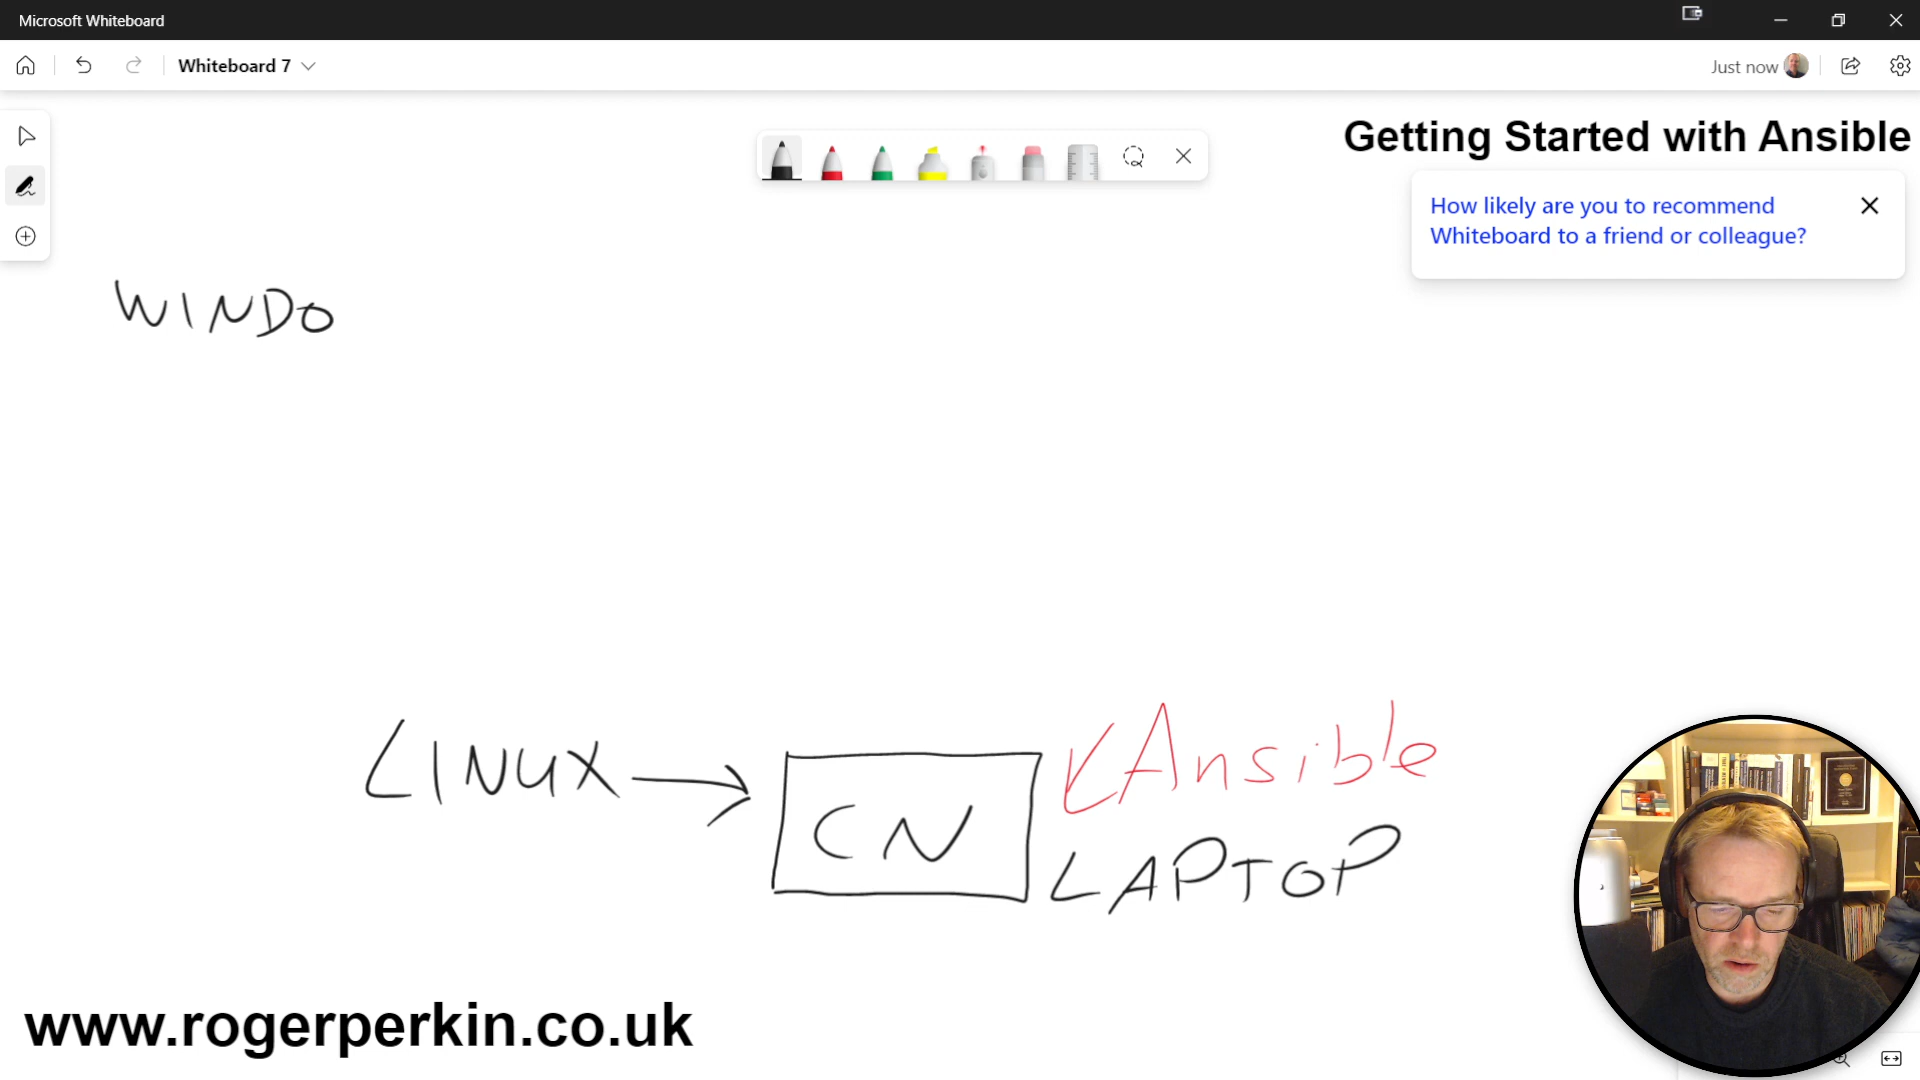 Microsoft Whiteboard
Whiteboard 7
Just now
Getting Started with Ansible
How likely are you to recommend
Whiteboard to a friend or colleague?
WINDO
LINUX
CN
Ansible
LAPTOP
www.rogerperkin.co.uk